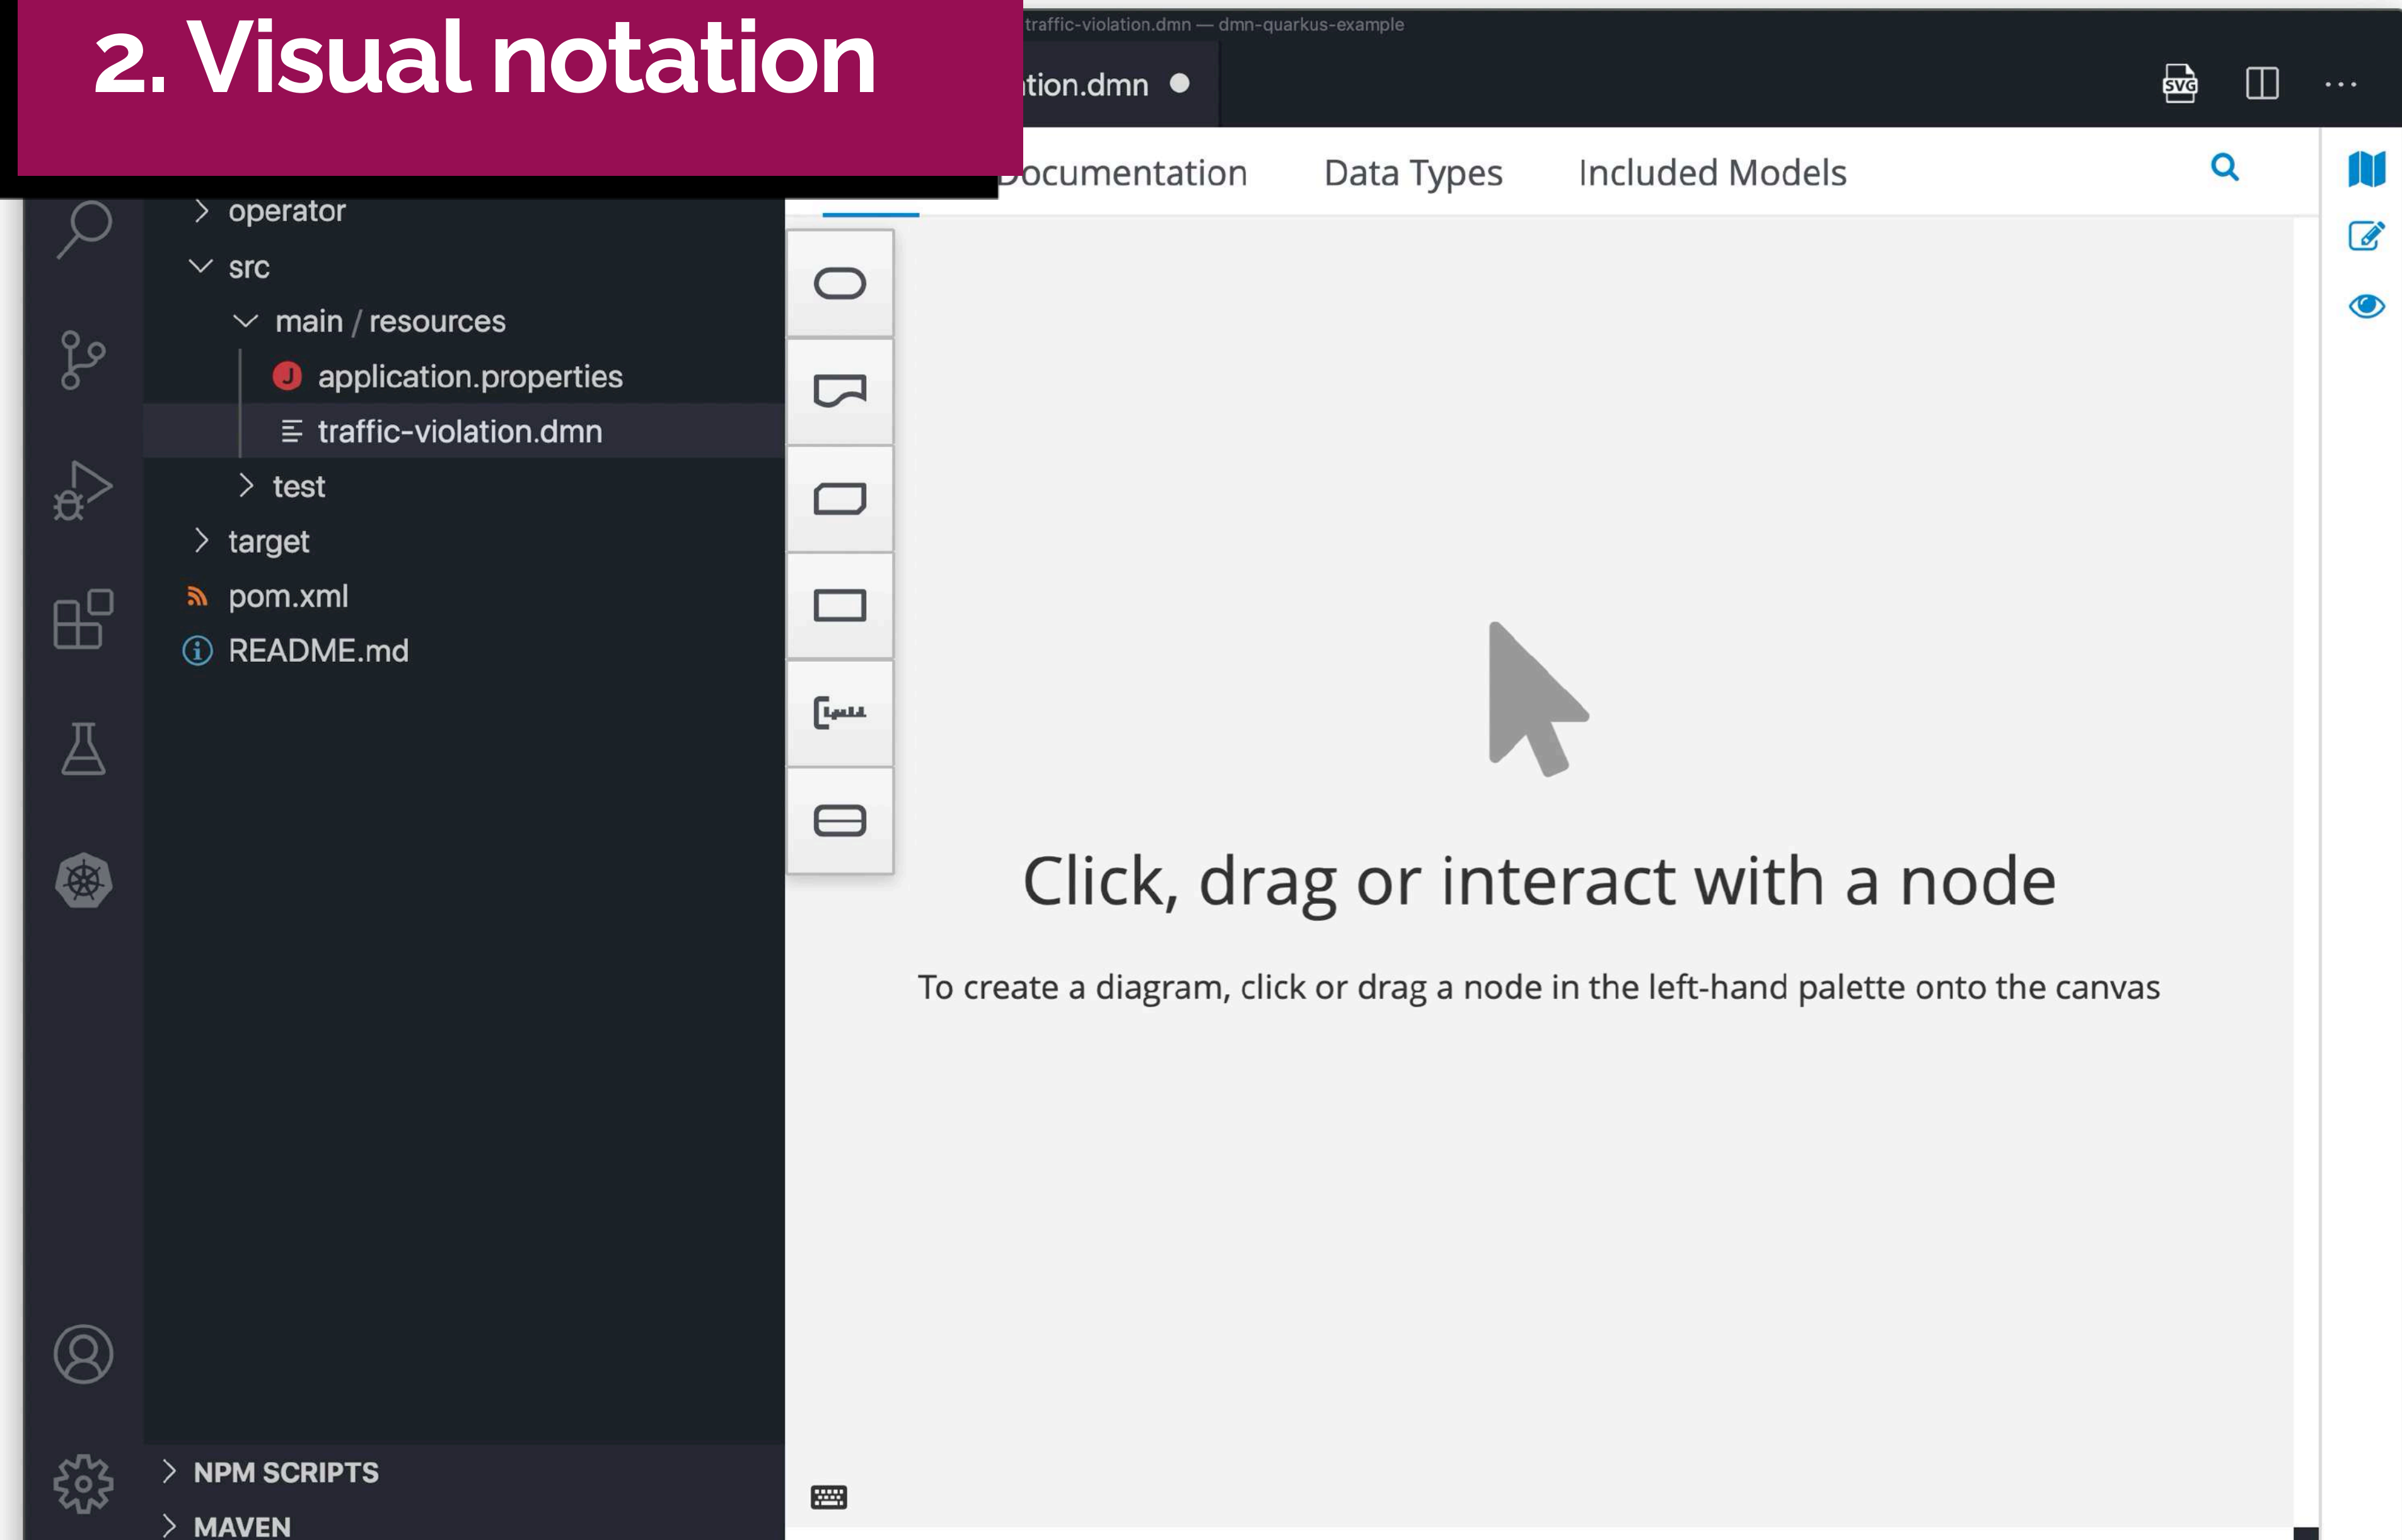 2. Visual notation
traffic-violation.dmn — dmn-quarkus-example
tion.dmn
SVG
Documentation Data Types Included Models
operator
src
main / resources
J application.properties
traffic-violation.dmn
test
target
pom.xml
README.md
Click, drag or interact with a node
To create a diagram, click or drag a node in the left-hand palette onto the canvas
NPM SCRIPTS
MAVEN